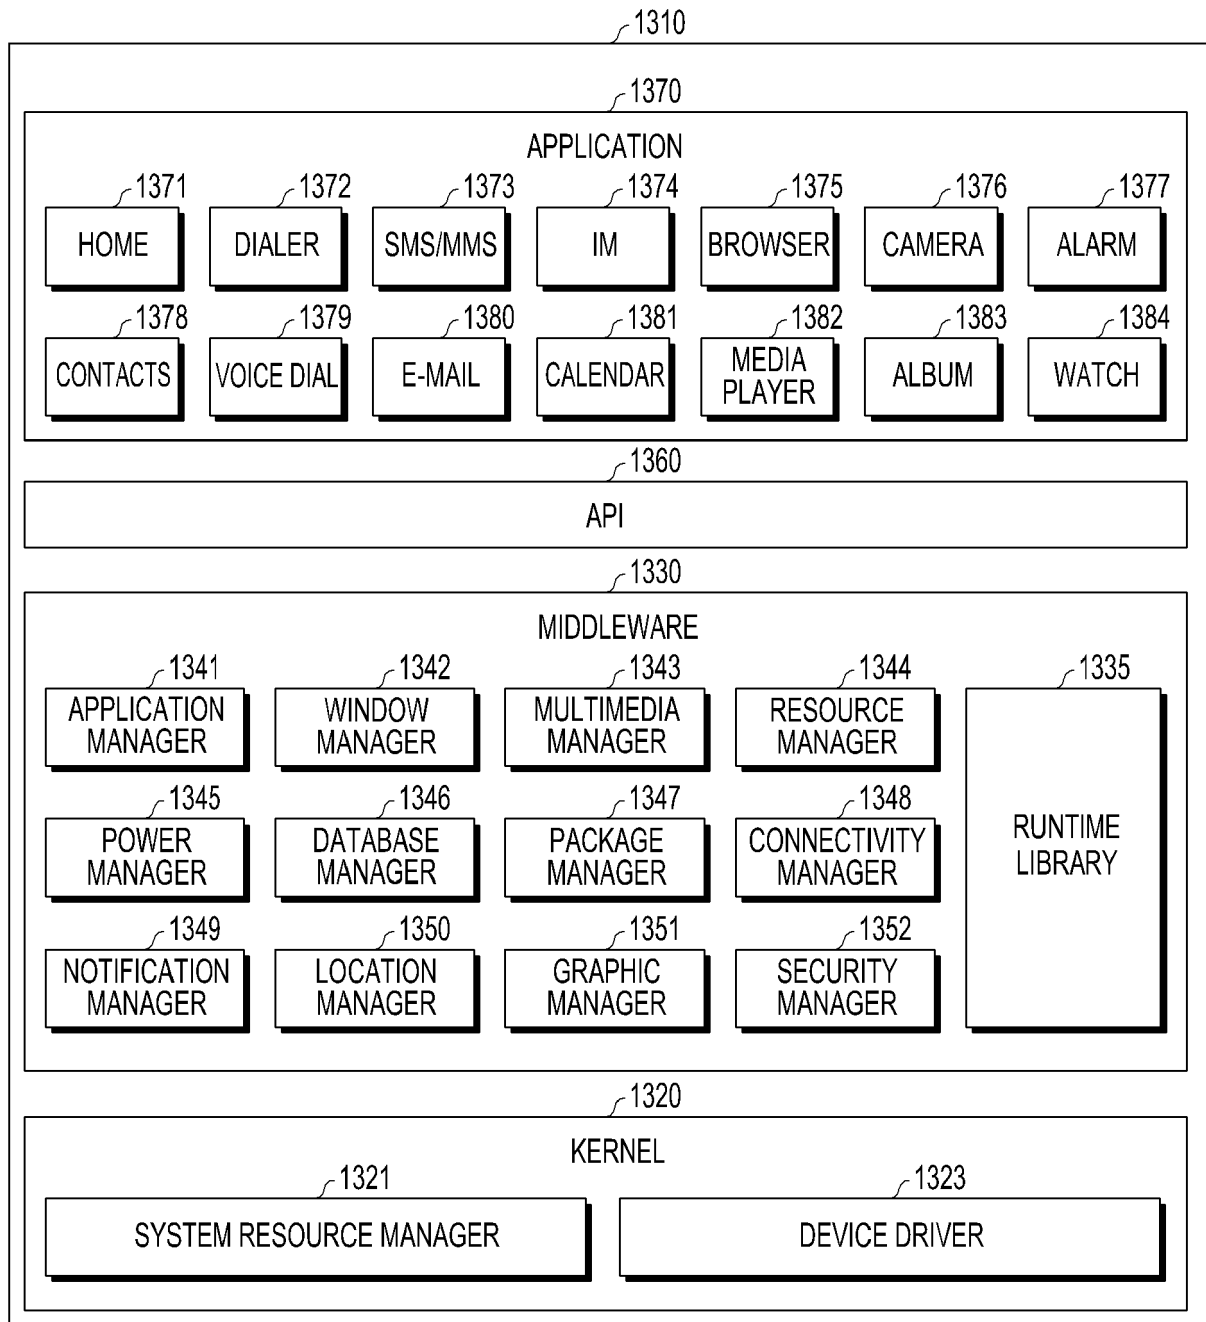 1310
1370
APPLICATION
1371 1372 1373 1374 1375 1376 1377
HOME DIALER SMS/MMS IM BROWSER CAMERA ALARM
1378 1379 1380 1381 1382 1383 1384
CONTACTS VOICE DIAL E-MAIL CALENDAR MEDIA PLAYER ALBUM WATCH
1360
API
1330
MIDDLEWARE
1341 1342 1343 1344 1335
APPLICATION WINDOW MULTIMEDIA RESOURCE
MANAGER MANAGER MANAGER MANAGER
1345 1346 1347 1348
POWER DATABASE PACKAGE CONNECTIVITY
MANAGER MANAGER MANAGER MANAGER
RUNTIME
LIBRARY
1349 1350 1351 1352
NOTIFICATION LOCATION GRAPHIC SECURITY
MANAGER MANAGER MANAGER MANAGER
1320
KERNEL
1321 1323
SYSTEM RESOURCE MANAGER DEVICE DRIVER